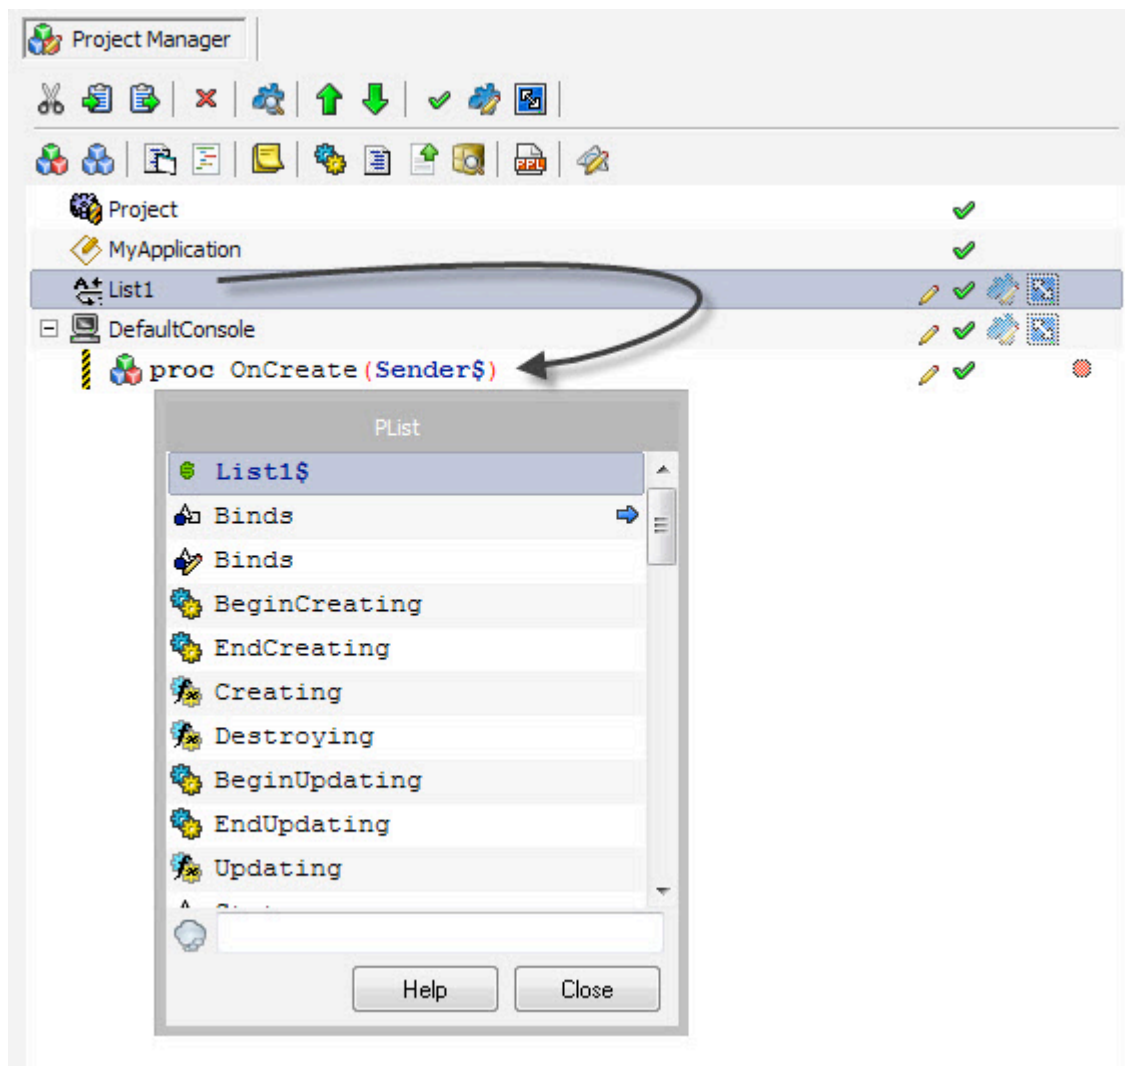 Project Manager
Project
MyApplication
List1
DefaultConsole
proc OnCreate(Sender$)
PList
List1$
Binds
Binds
BeginCreating
EndCreating
Creating
Destroying
BeginUpdating
EndUpdating
Updating
Help Close